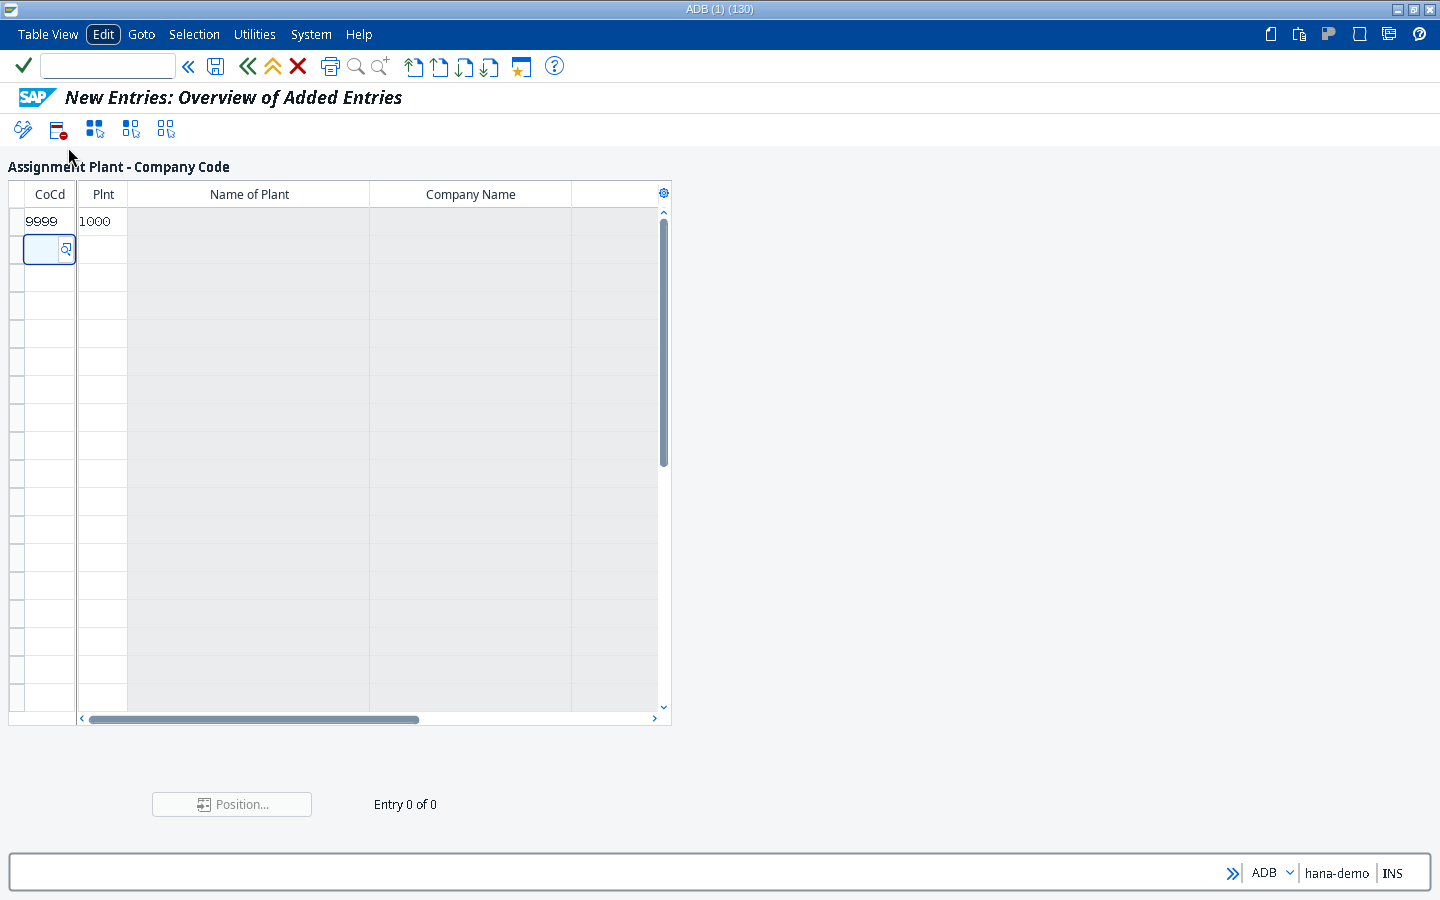 ADB (1) (130)
Table View Edit Goto Selection Utilities System Help
SAP New Entries: Overview of Added Entries
Assignment Plant - Company Code
CoCd Plnt Name of Plant Company Name
9999 1000
Position... Entry 0 of 0
ADB hana-demo INS